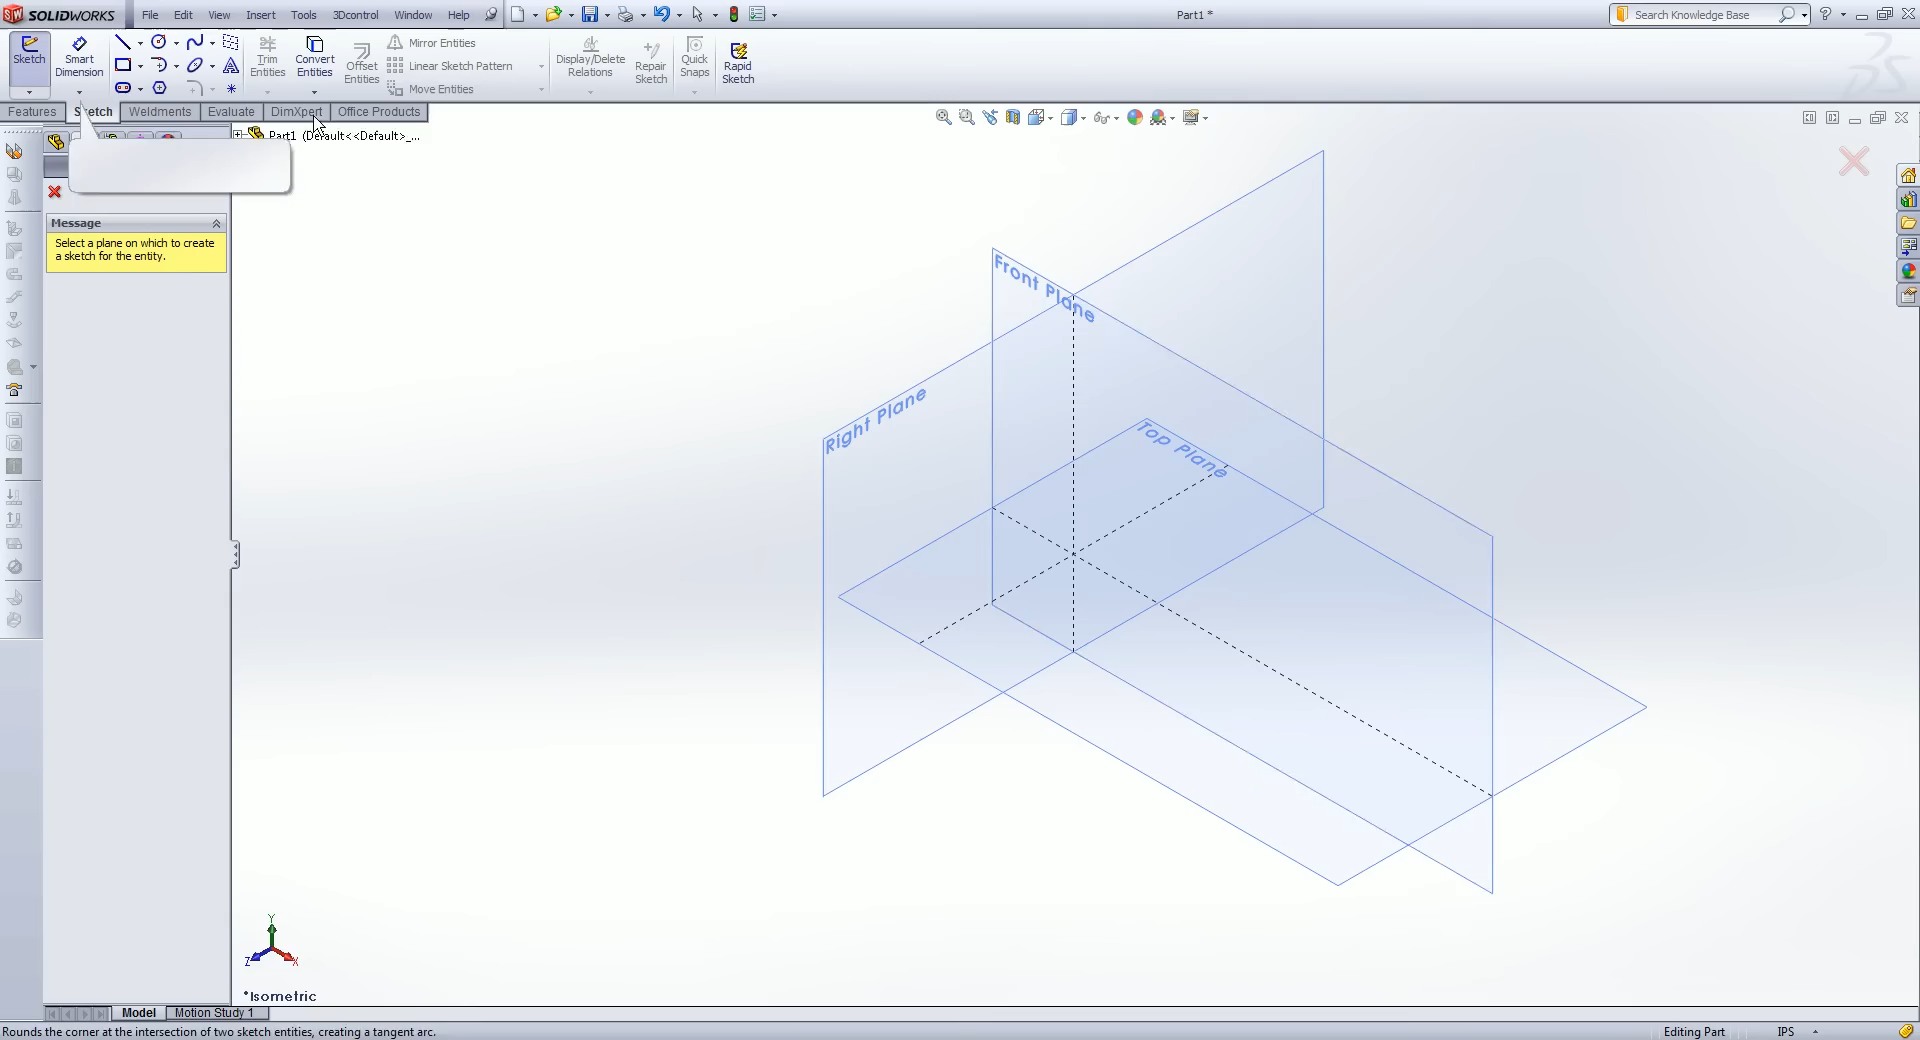 SOLIDWORKS File Edit View Insert Tools 3Dcontrol Window Help Part1 * Search Knowledge Base ?
Sketch Smart Dimension Trim Entities Convert Entities Offset Entities Mirror Entities Linear Sketch Pattern Move Entities Display/Delete Relations Repair Sketch Quick Snaps Rapid Sketch
Features Sketch Weldments Evaluate DimXpert Office Products
Part1 (Default<<Default>_...
Message
Select a plane on which to create
a sketch for the entity.
Front Plane
Right Plane
Top Plane
Y
Z X
*Isometric
Model Motion Study 1
Rounds the corner at the intersection of two sketch entities, creating a tangent arc. Editing Part IPS